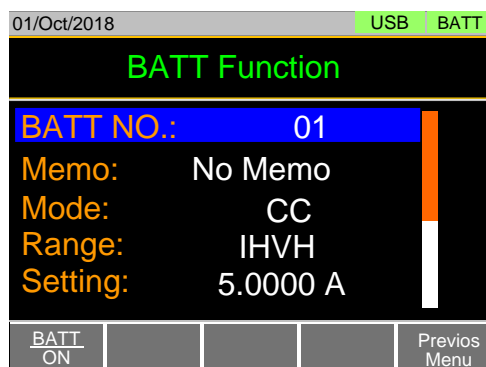 01/Oct/2018 USB BATT
BATT Function
BATT NO.: 01
Memo: No Memo
Mode: CC
Range: IHVH
Setting: 5.0000 A
BATT
ON
Previos
Menu